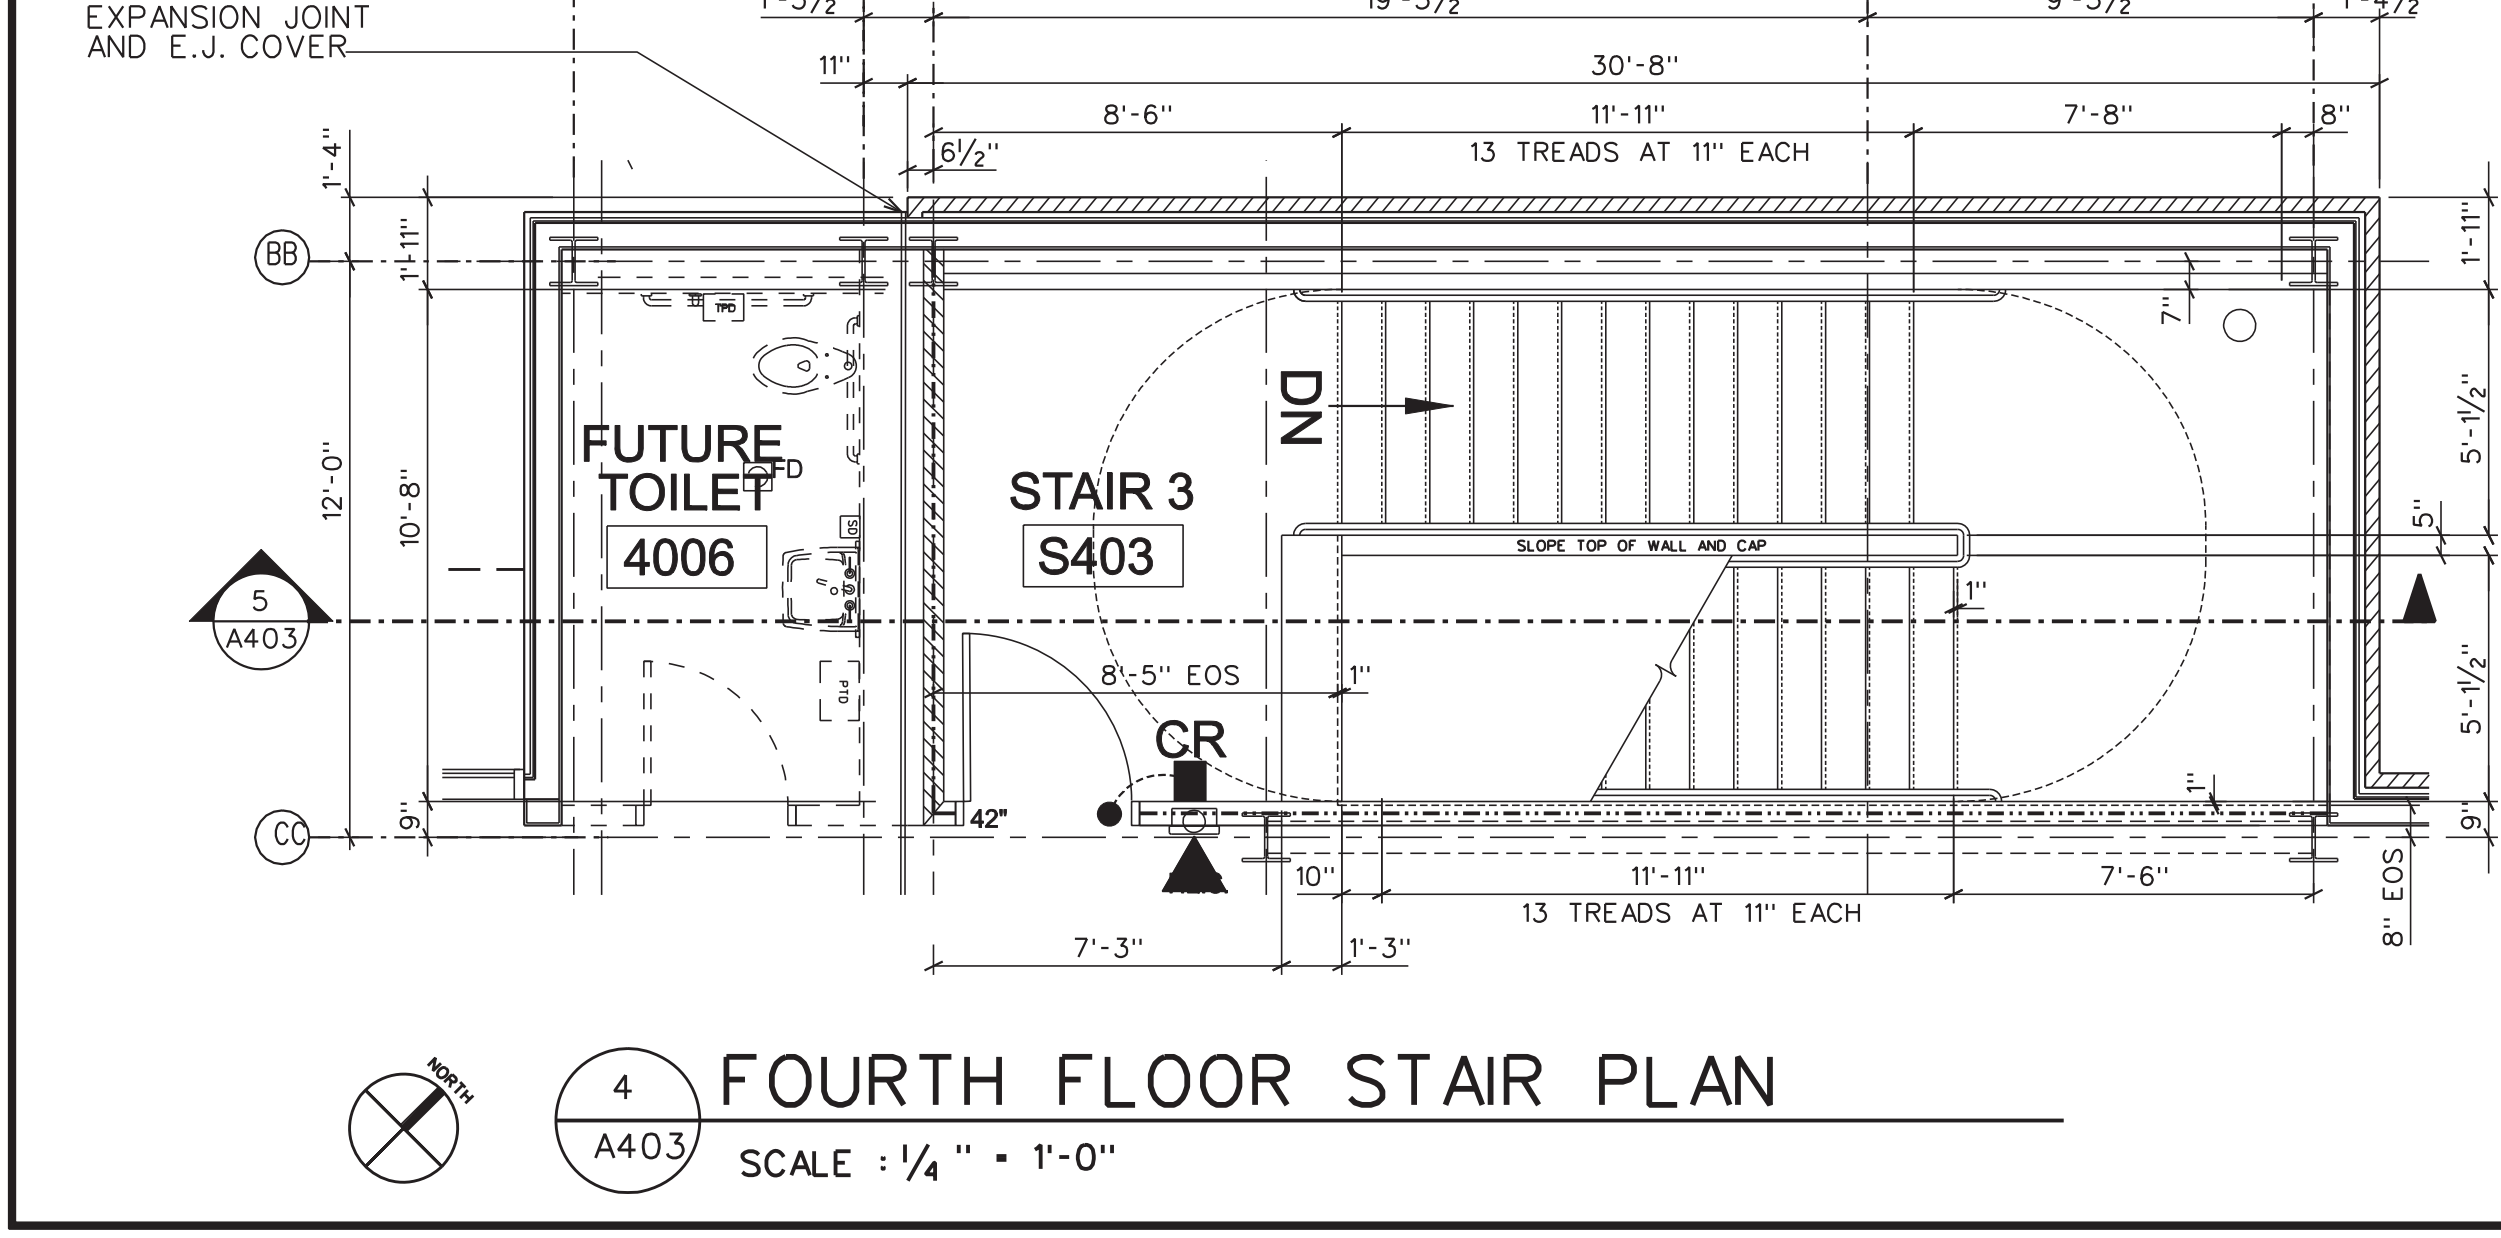 EXPANSION JOINT
AND E.J. COVER
11"
30'-8"
8'-6"
11'-11"
7'-8"
8"
13 TREADS AT 11" EACH
6½"
1'-4"
1'-11"
1'-11"
BB
7"
TPD
DN
5'-1½"
FUTURE
TOILET
FD
4006
12'-0"
10'-8"
STAIR 3
S403
SD
5"
SLOPE TOP OF WALL AND CAP
5
A403
1"
8'-5" EOS
1"
PTD
5'-1½"
CR
1"
9"
CC
42"
9"
10"
11'-11"
7'-6"
13 TREADS AT 11" EACH
8" EOS
7'-3"
1'-3"
NORTH
4
A403
FOURTH FLOOR STAIR PLAN
SCALE : ¼" = 1'-0"